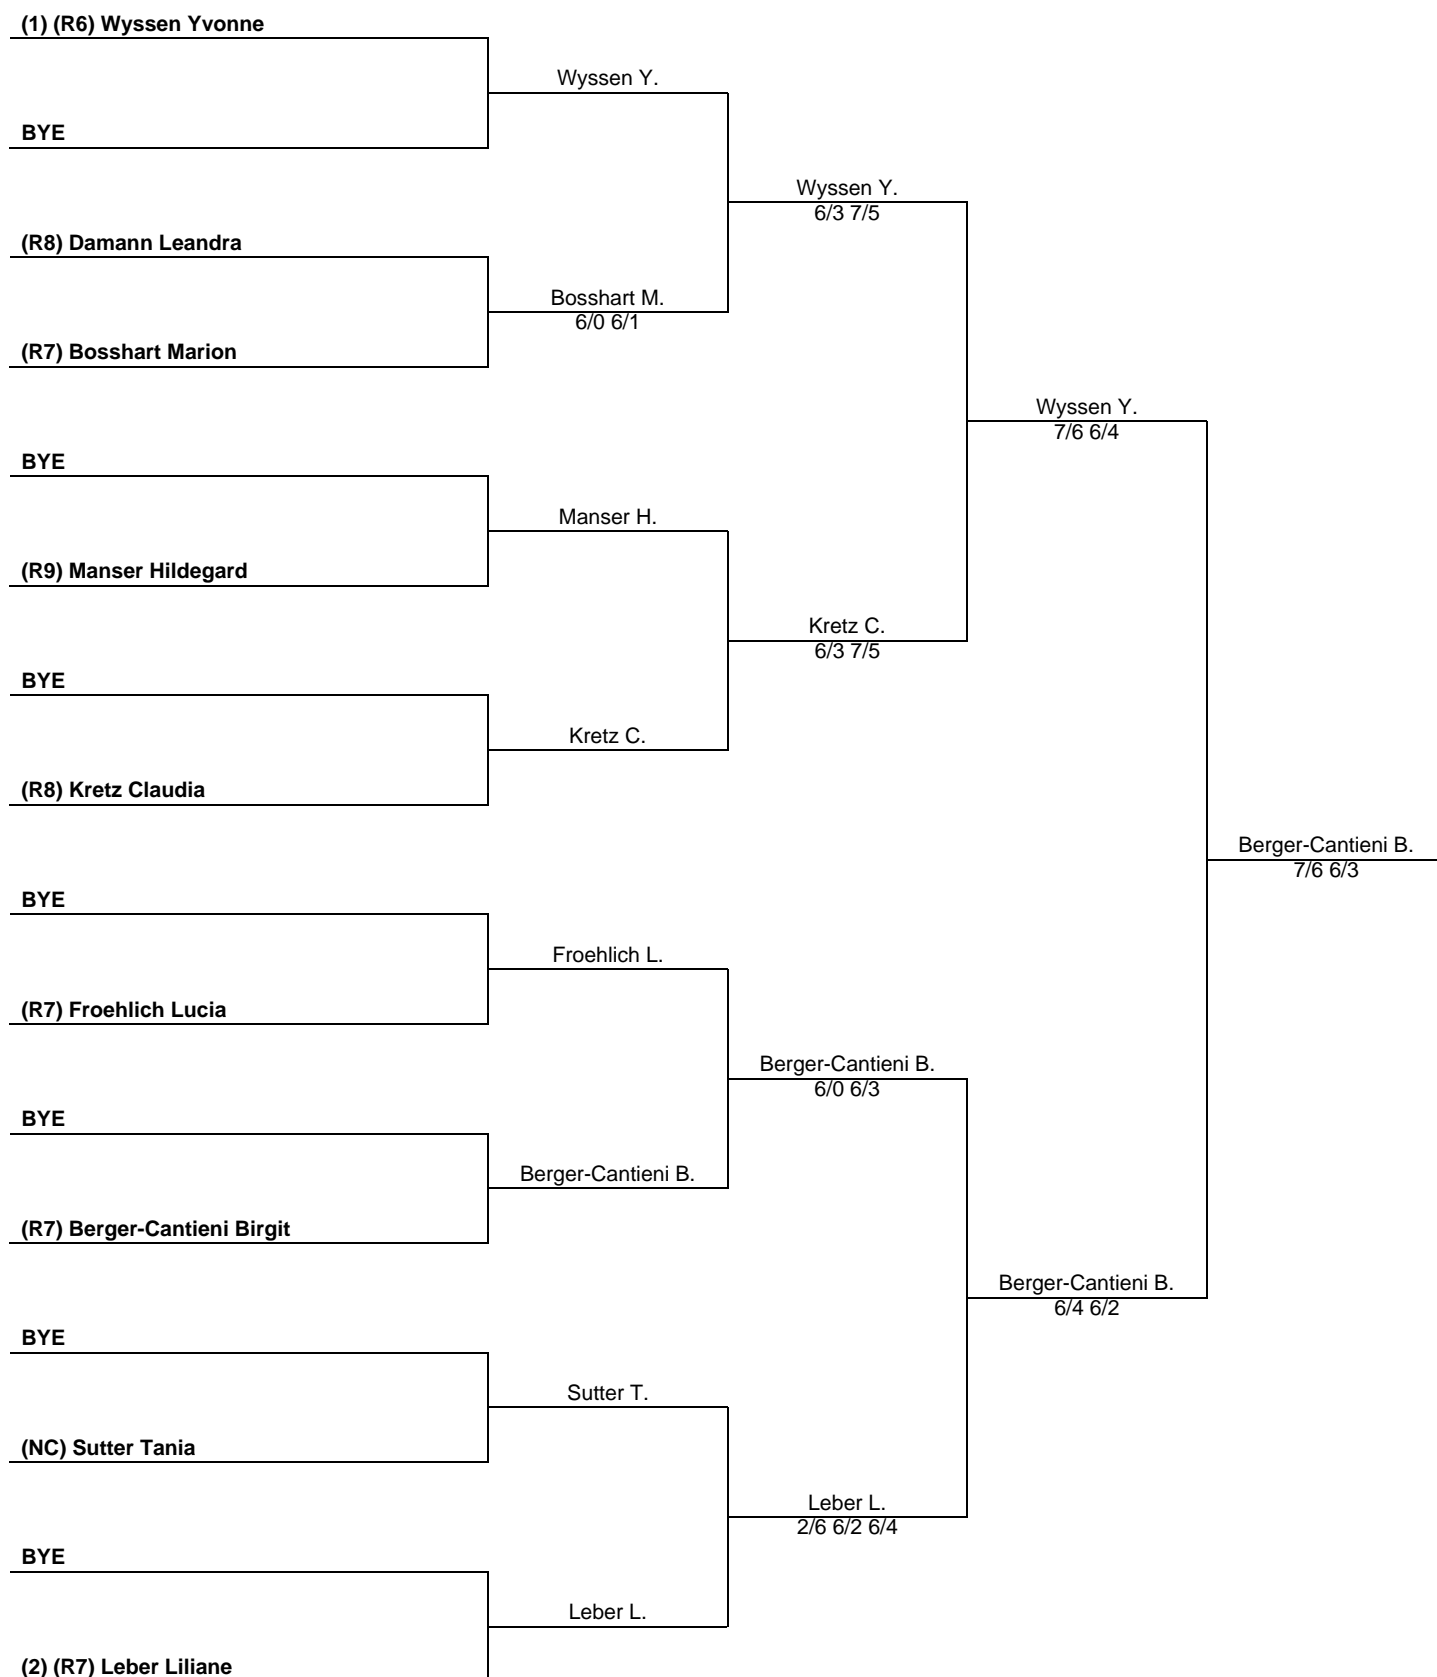 (1) (R6) Wyssen Yvonne
Wyssen Y.
BYE
Wyssen Y.
6/3 7/5
(R8) Damann Leandra
Bosshart M.
6/0 6/1
(R7) Bosshart Marion
Wyssen Y.
7/6 6/4
BYE
Manser H.
(R9) Manser Hildegard
Kretz C.
6/3 7/5
BYE
Kretz C.
(R8) Kretz Claudia
Berger-Cantieni B.
7/6 6/3
BYE
Froehlich L.
(R7) Froehlich Lucia
Berger-Cantieni B.
6/0 6/3
BYE
Berger-Cantieni B.
(R7) Berger-Cantieni Birgit
Berger-Cantieni B.
6/4 6/2
BYE
Sutter T.
(NC) Sutter Tania
Leber L.
2/6 6/2 6/4
BYE
Leber L.
(2) (R7) Leber Liliane